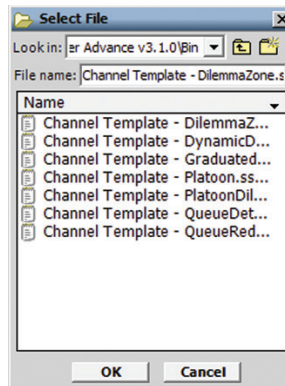 Select File
Look in: er Advance v3.1.0\Bin
File name: Channel Template - DilemmaZone.s
Name
Channel Template - DilemmaZ...
Channel Template - DynamicD...
Channel Template - Graduated...
Channel Template - Platoon.ss...
Channel Template - PlatoonDil...
Channel Template - QueueDet...
Channel Template - QueueRed...
OK Cancel